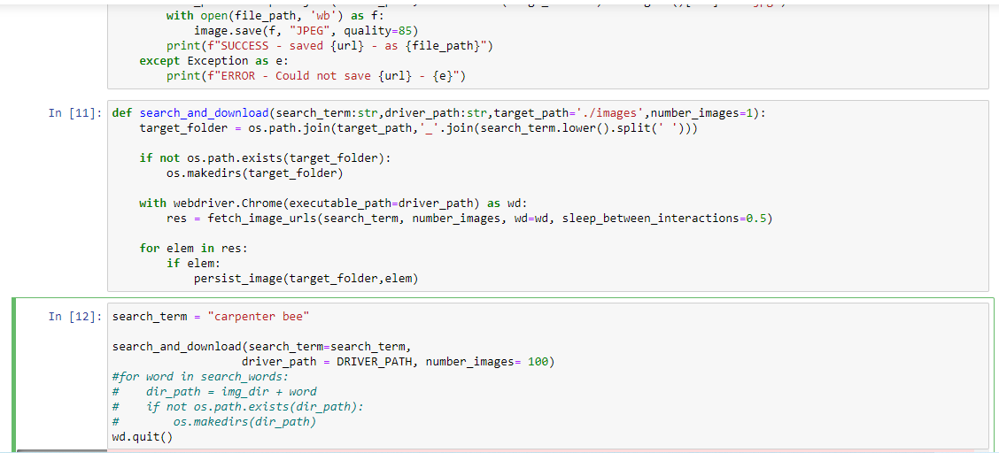 with open(file_path, 'wb') as f:
image.save(f, "JPEG", quality=85)
print(f"SUCCESS - saved {url} - as {file_path}")
except Exception as e:
print(f"ERROR - Could not save {url} - {e}")
In [11]: def search_and_download(search_term:str,driver_path:str,target_path='./images',number_images=1):
target_folder = os.path.join(target_path,'_'.join(search_term.lower().split(' ')))
if not os.path.exists(target_folder):
os.makedirs(target_folder)
with webdriver.Chrome(executable_path=driver_path) as wd:
res = fetch_image_urls(search_term, number_images, wd=wd, sleep_between_interactions=0.5)
for elem in res:
if elem:
persist_image(target_folder,elem)
In [12]: search_term = "carpenter bee"
search_and_download(search_term=search_term,
driver_path = DRIVER_PATH, number_images= 100)
#for word in search_words:
#    dir_path = img_dir + word
#    if not os.path.exists(dir_path):
#        os.makedirs(dir_path)
wd.quit()